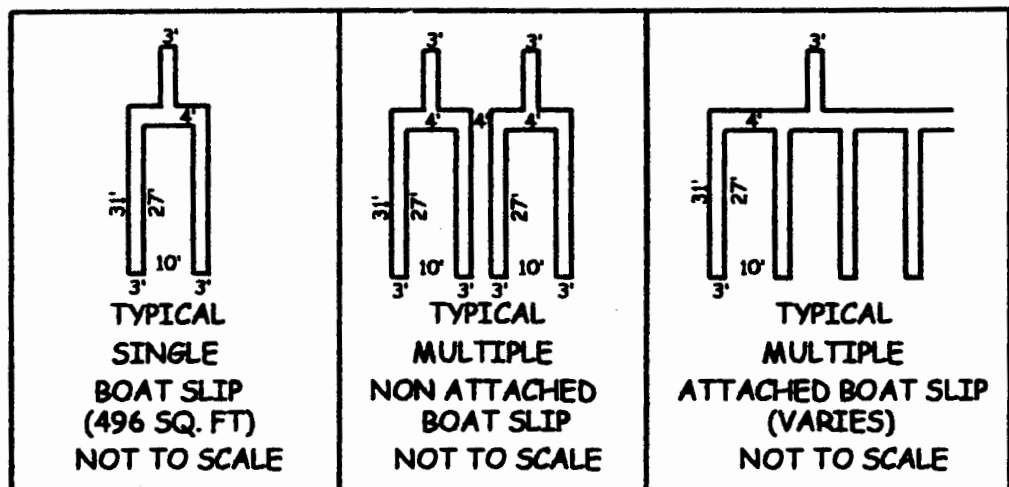 3'
4'
31'
27'
10'
3' 3'
TYPICAL
SINGLE
BOAT SLIP
(496 SQ. FT)
NOT TO SCALE
3' 3'
4' 4' 4'
31'
27'
10' 10'
3' 3' 3' 3'
TYPICAL
MULTIPLE
NON ATTACHED
BOAT SLIP
NOT TO SCALE
3'
4'
31'
27'
10'
3'
TYPICAL
MULTIPLE
ATTACHED BOAT SLIP
(VARIES)
NOT TO SCALE